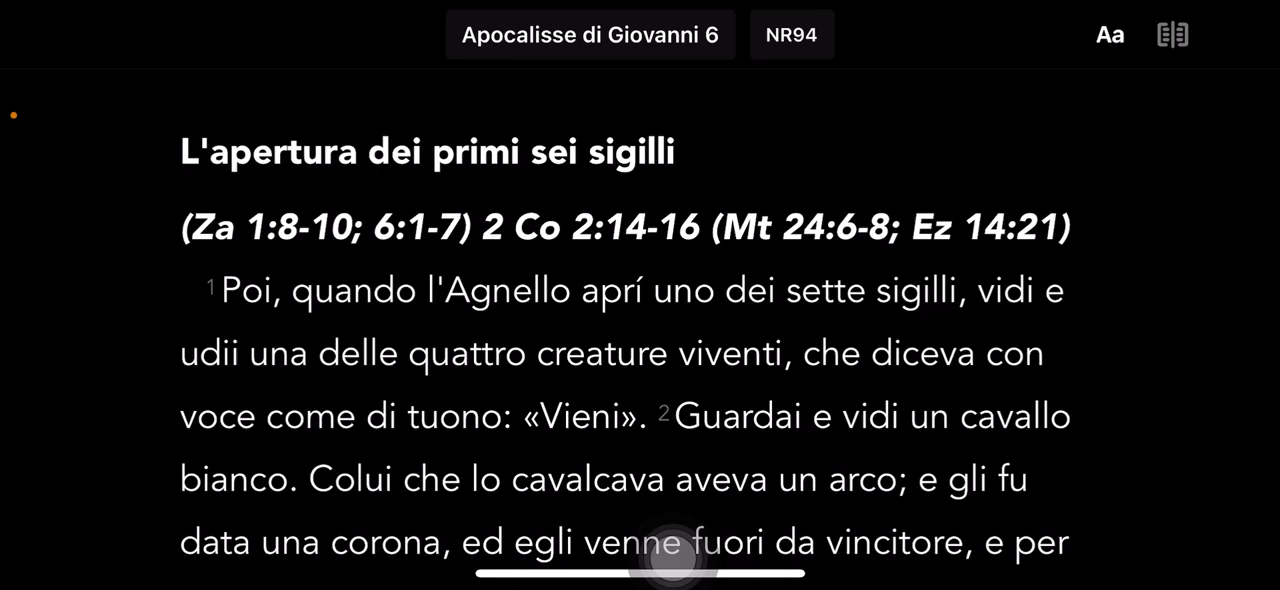 Apocalisse di Giovanni 6 NR94 Aa
L'apertura dei primi sei sigilli
(Za 1:8-10; 6:1-7) 2 Co 2:14-16 (Mt 24:6-8; Ez 14:21)
1 Poi, quando l'Agnello aprí uno dei sette sigilli, vidi e
udii una delle quattro creature viventi, che diceva con
voce come di tuono: «Vieni». 2 Guardai e vidi un cavallo
bianco. Colui che lo cavalcava aveva un arco; e gli fu
data una corona, ed egli venne fuori da vincitore, e per